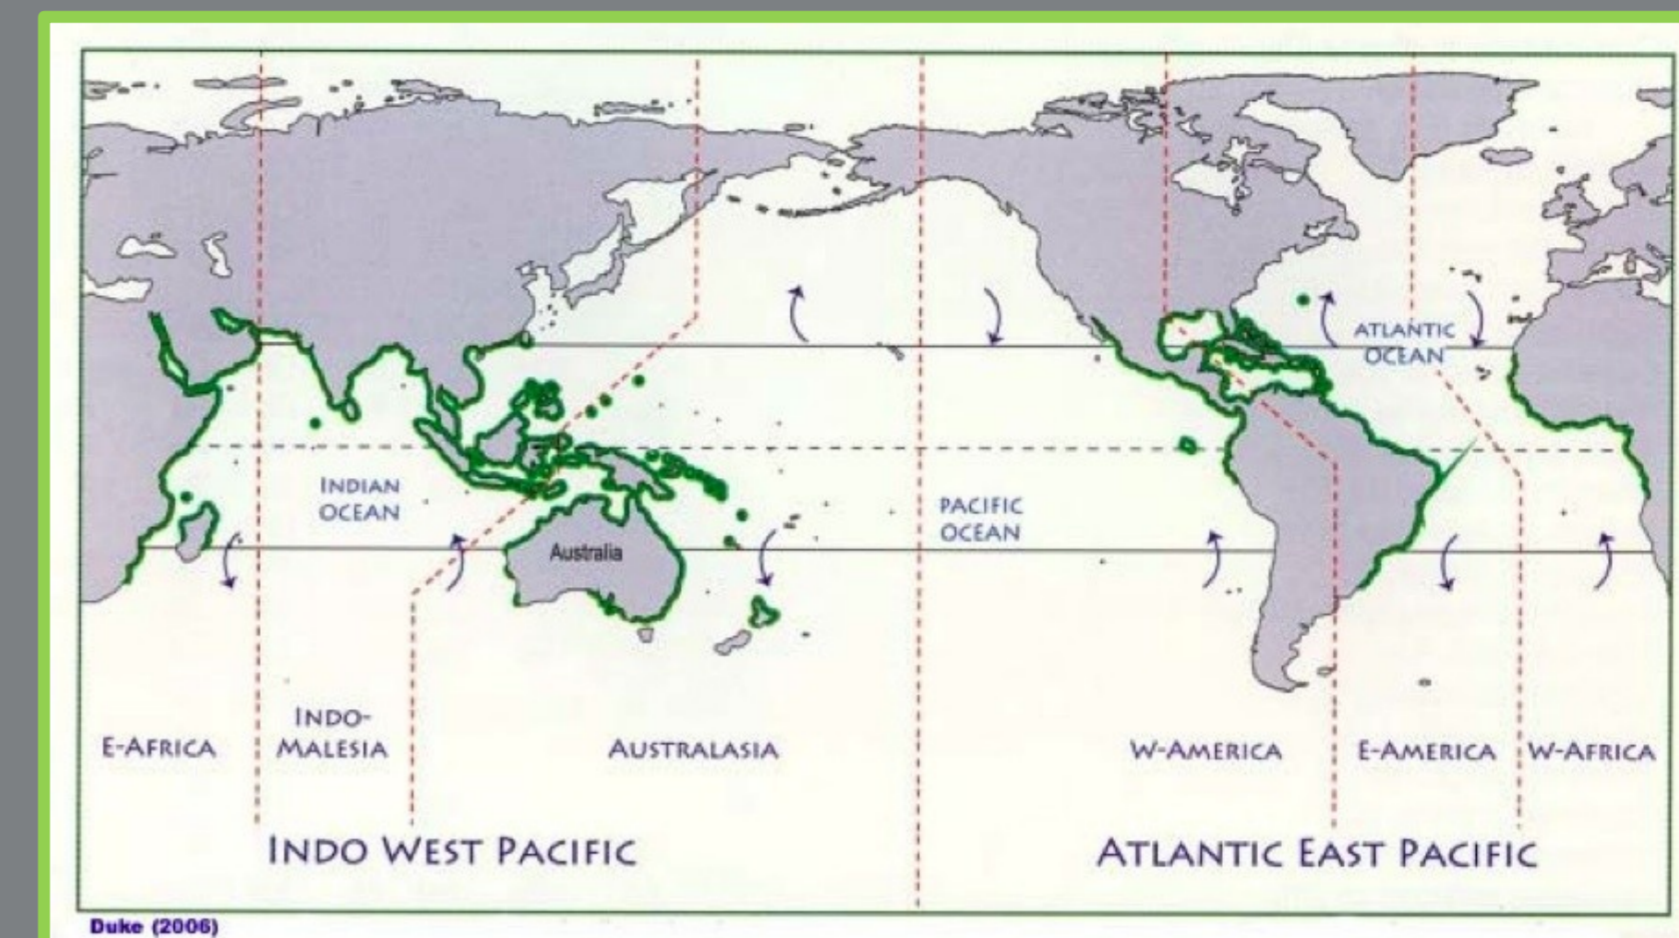 ATLANTIC
OCEAN
INDIAN
OCEAN
PACIFIC
OCEAN
Australia
E-AFRICA
INDO-
MALESIA
AUSTRALASIA
W-AMERICA
E-AMERICA
W-AFRICA
INDO WEST PACIFIC
ATLANTIC EAST PACIFIC
Duke (2006)